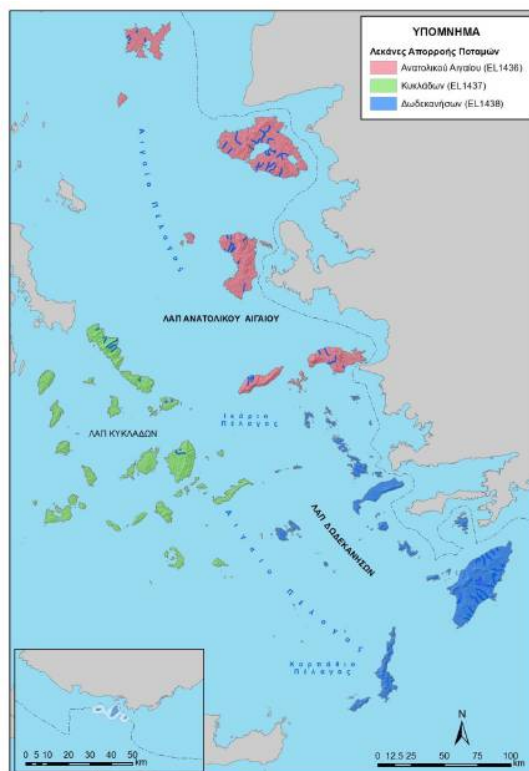 ΥΠΟΜΝΗΜΑ
Λεκάνες Απορροής Ποταμών
Ανατολικού Αιγαίου (EL1436)
Κυκλάδων (EL1437)
Δωδεκανήσων (EL1438)
Αιγαίο Πέλαγος
ΛΑΠ ΑΝΑΤΟΛΙΚΟΥ ΑΙΓΑΙΟΥ
Ικάριο
Πέλαγος
ΛΑΠ ΚΥΚΛΑΔΩΝ
ΛΑΠ ΔΩΔΕΚΑΝΗΣΩΝ
Αιγαίο Πέλαγος
Καρπάθιο
Πέλαγος
N
0 5 10 20 30 40 50
km
0 12.5 25 50 75 100
km